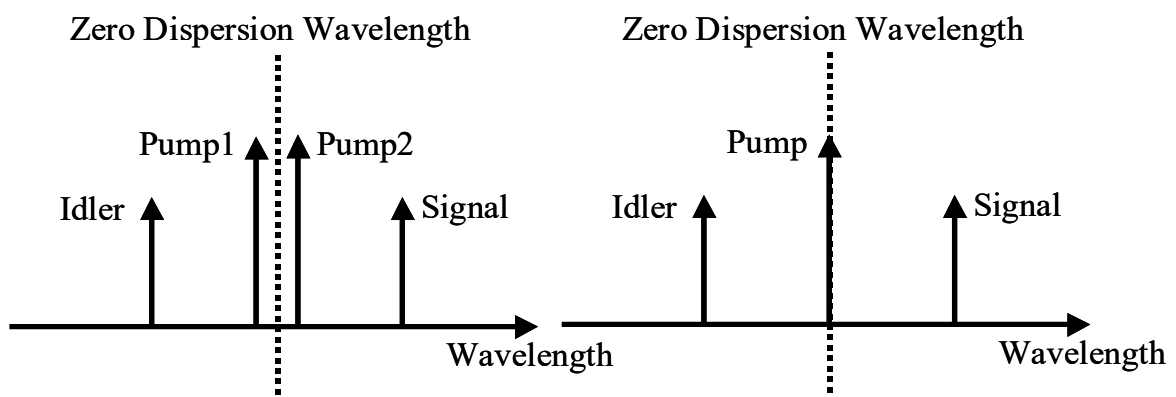 Zero Dispersion Wavelength
Pump1
Pump2
Idler
Signal
Wavelength
Zero Dispersion Wavelength
Pump
Idler
Signal
Wavelength